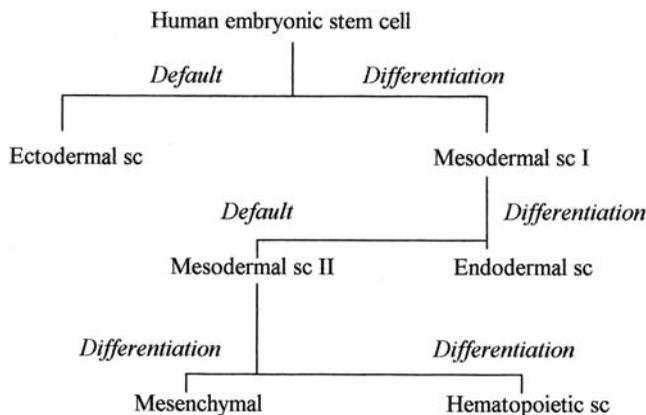 Human embryonic stem cell
Default Differentiation
Ectodermal sc Mesodermal sc I
Default Differentiation
Mesodermal sc II Endodermal sc
Differentiation Differentiation
Mesenchymal Hematopoietic sc